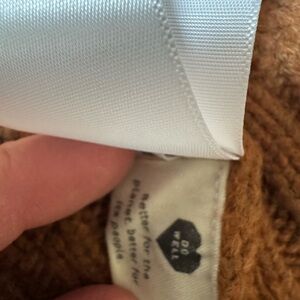 DO
WELL
Better for the
planet, better for
the people